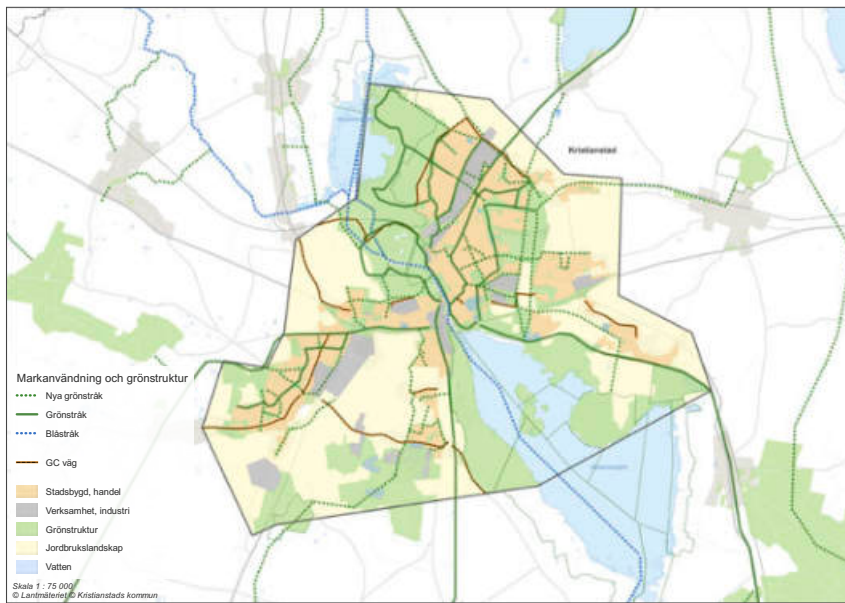 Kristianstad
Markanvändning och grönstruktur
Nya grönstråk
Grönstråk
Blåstråk
GC väg
Stadsbygd, handel
Verksamhet, industri
Grönstruktur
Jordbrukslandskap
Vatten
Skala 1 : 75 000
© Lantmäteriet © Kristianstads kommun